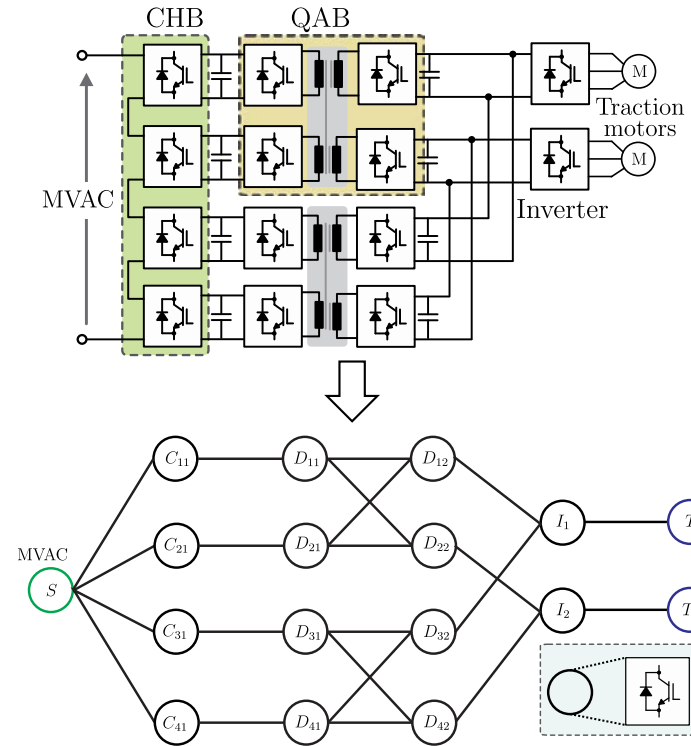 CHB
QAB
M
Traction
motors
M
MVAC
Inverter
C11
D11
D12
C21
D21
D22
I1
MVAC
S
C31
D31
D32
I2
C41
D41
D42